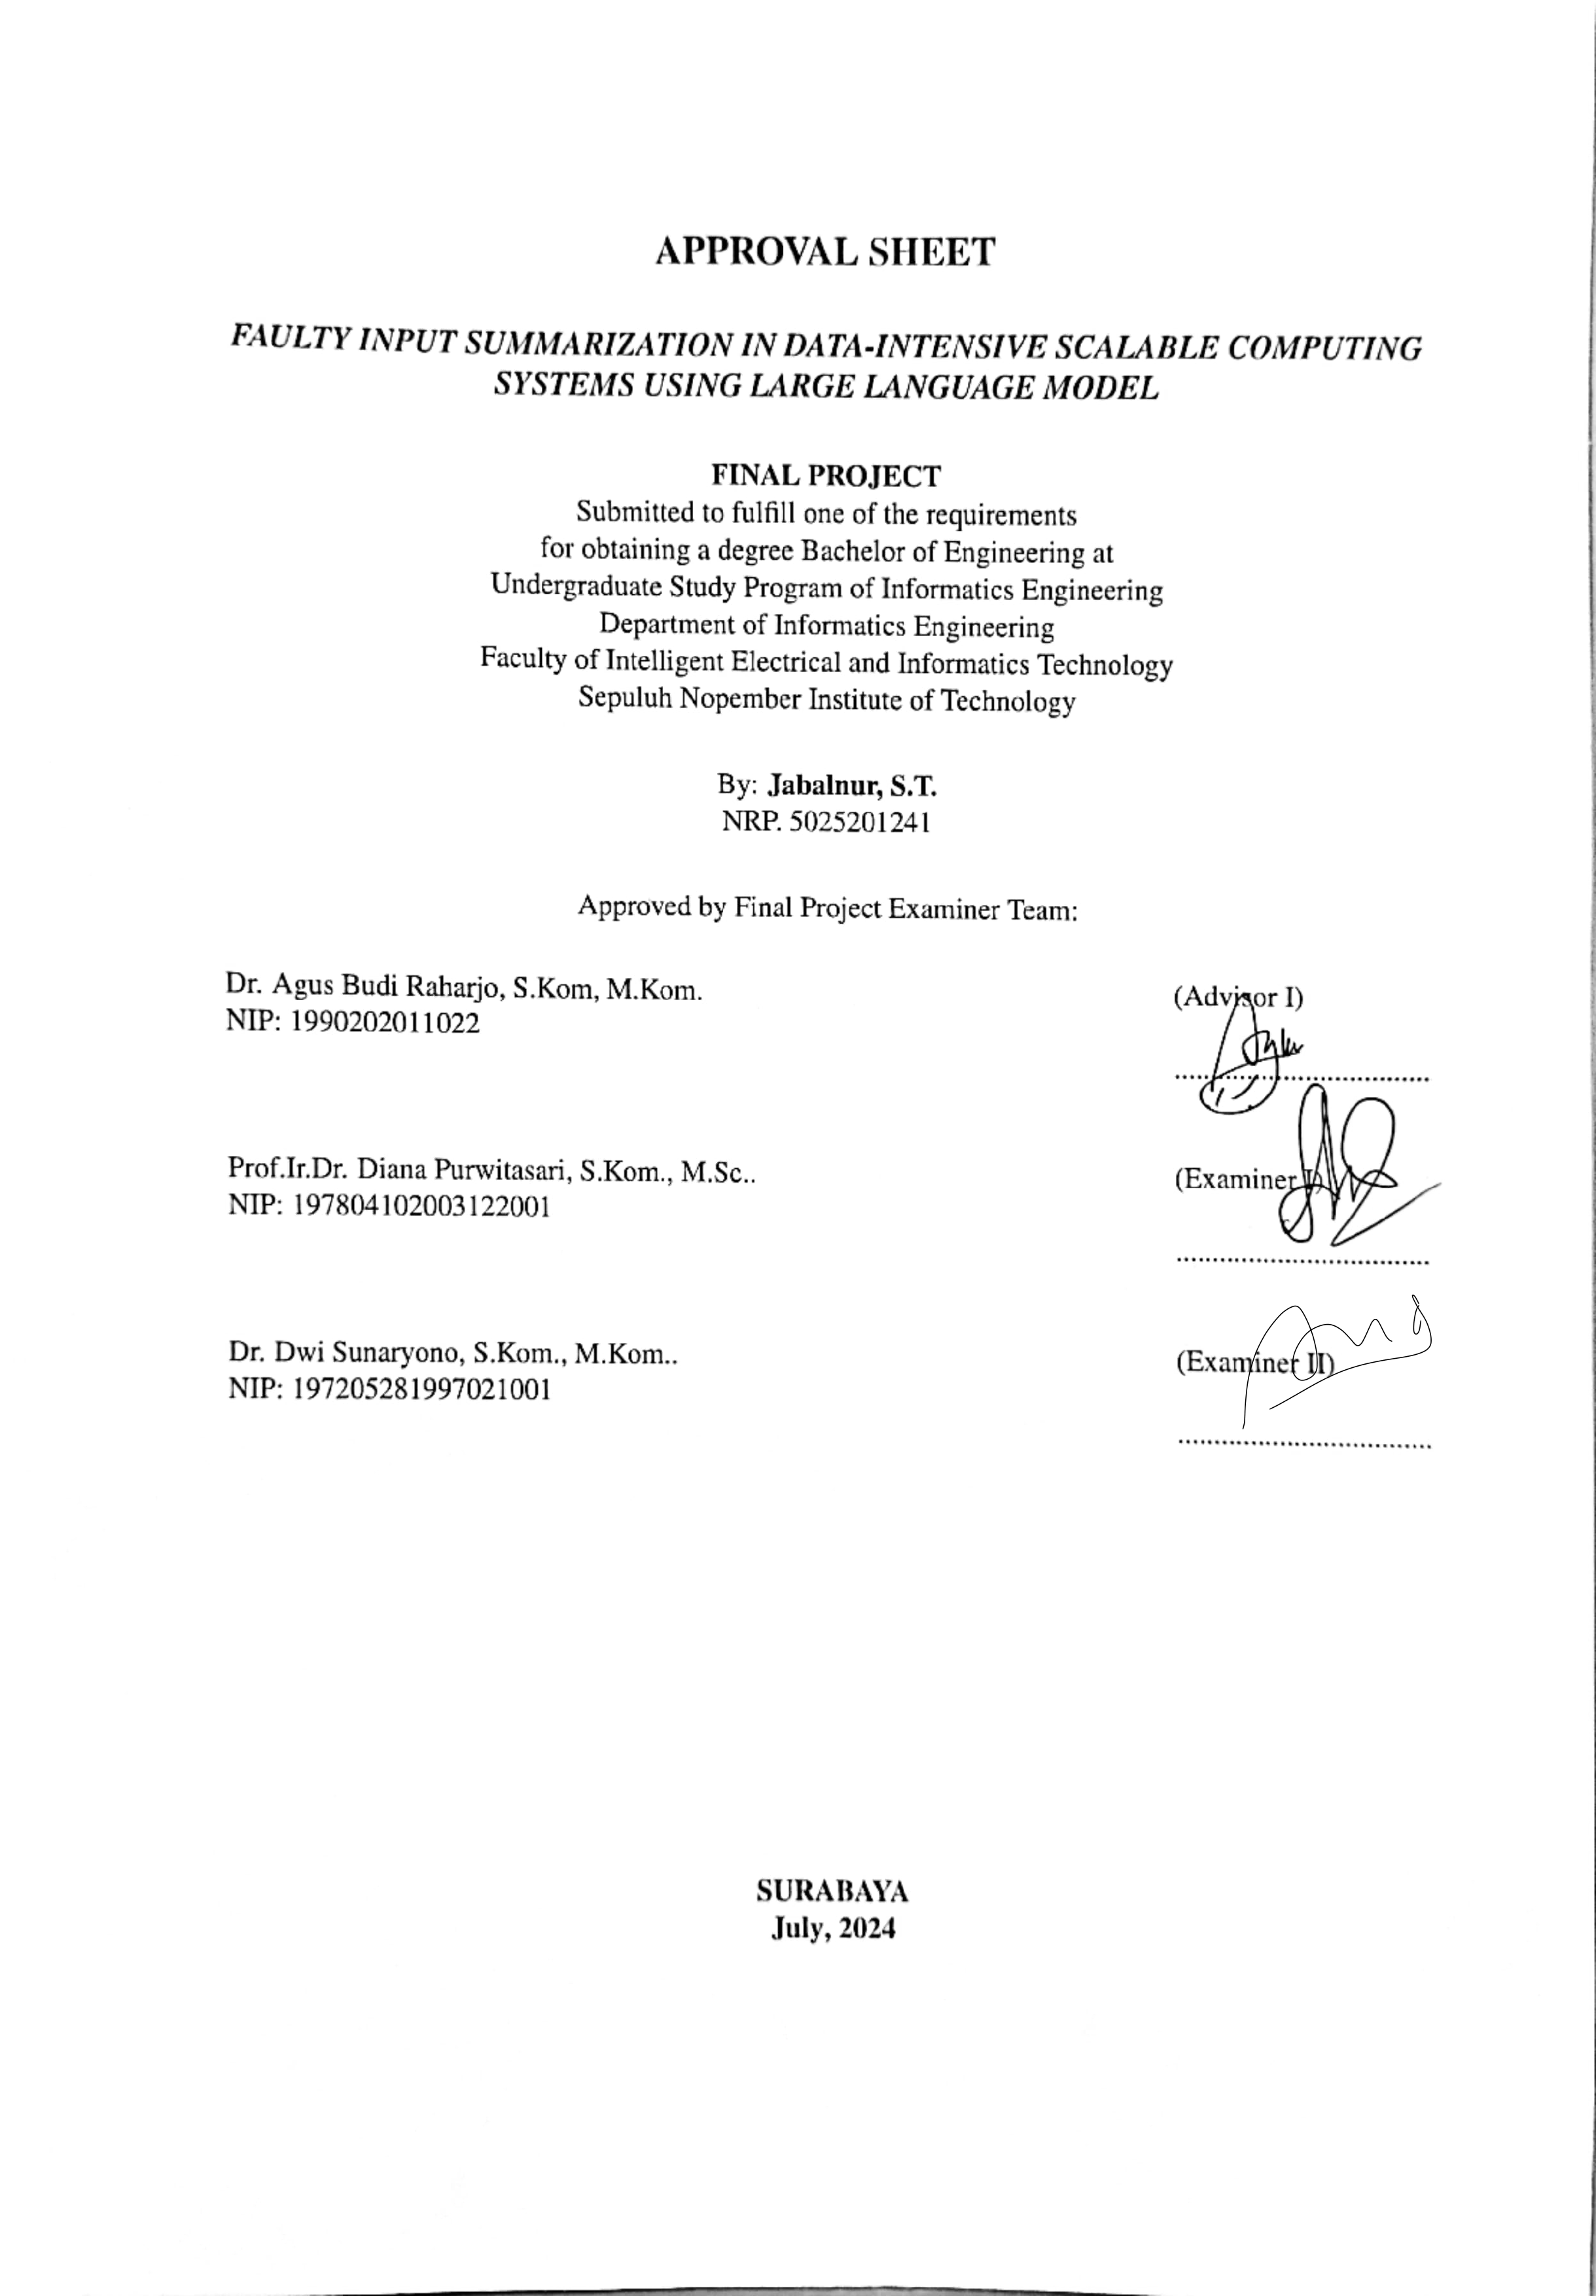 APPROVAL SHEET
FAULTY INPUT SUMMARIZATION IN DATA-INTENSIVE SCALABLE COMPUTING
SYSTEMS USING LARGE LANGUAGE MODEL
FINAL PROJECT
Submitted to fulfill one of the requirements
for obtaining a degree Bachelor of Engineering at
Undergraduate Study Program of Informatics Engineering
Department of Informatics Engineering
Faculty of Intelligent Electrical and Informatics Technology
Sepuluh Nopember Institute of Technology
By: Jabalnur, S.T.
NRP. 5025201241
Approved by Final Project Examiner Team:
Dr. Agus Budi Raharjo, S.Kom, M.Kom.
NIP: 1990202011022
(Advisor I)
Prof.Ir.Dr. Diana Purwitasari, S.Kom., M.Sc..
NIP: 197804102003122001
(Examiner I)
Dr. Dwi Sunaryono, S.Kom., M.Kom..
NIP: 197205281997021001
(Examiner II)
SURABAYA
July, 2024